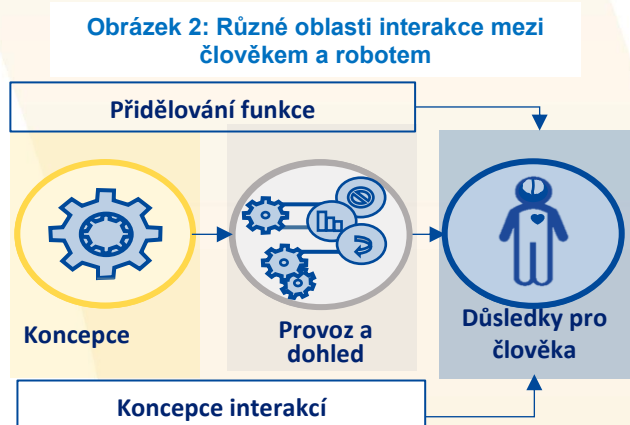 Obrázek 2: Různé oblasti interakce mezi
člověkem a robotem
Přidělování funkce
Koncepce
Provoz a
dohled
Důsledky pro
člověka
Koncepce interakcí